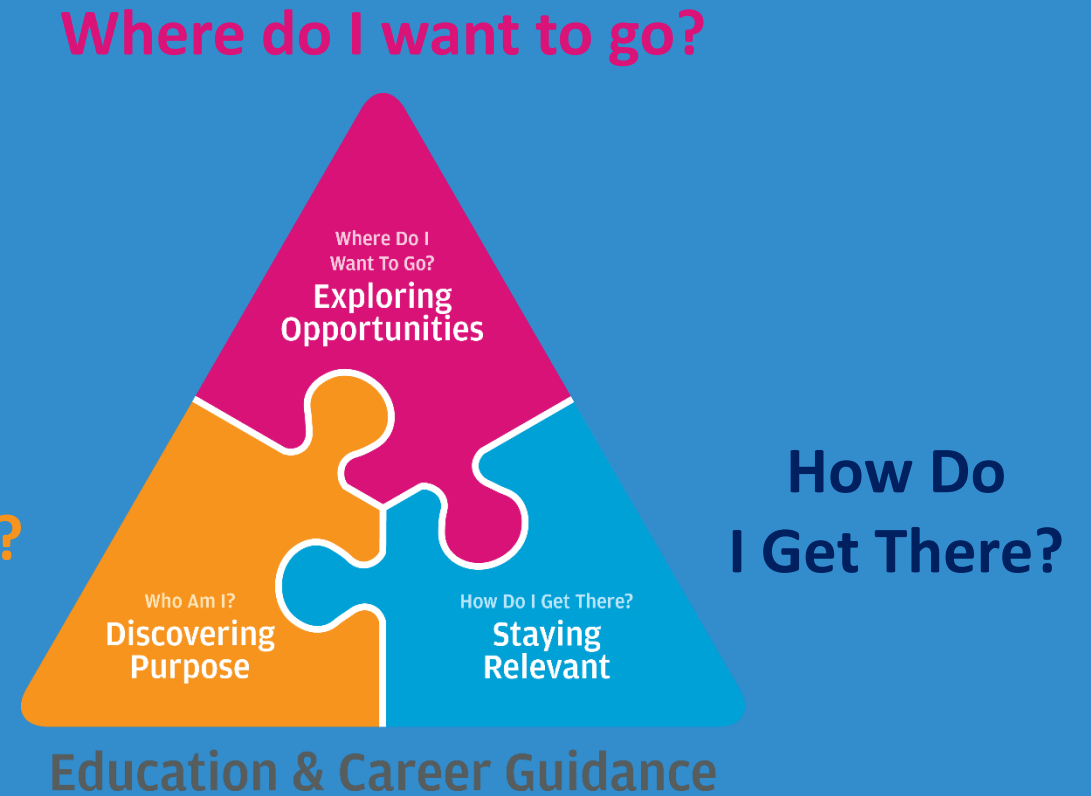 Where do I want to go?
Where Do I
Want To Go?
Exploring
Opportunities
?
Who Am I?
Discovering
Purpose
How Do I Get There?
Staying
Relevant
How Do
I Get There?
Education & Career Guidance